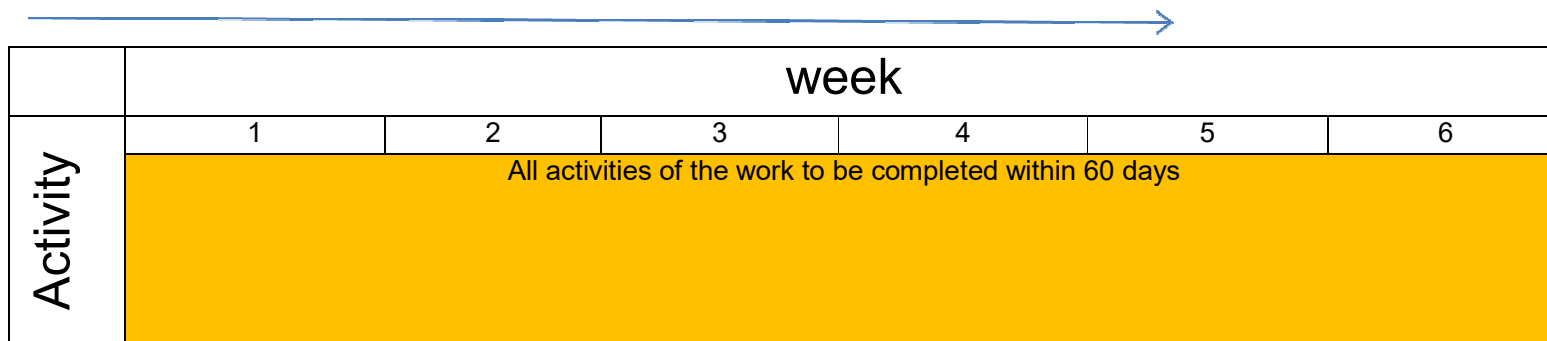 week
1 2 3 4 5 6
Activity
All activities of the work to be completed within 60 days